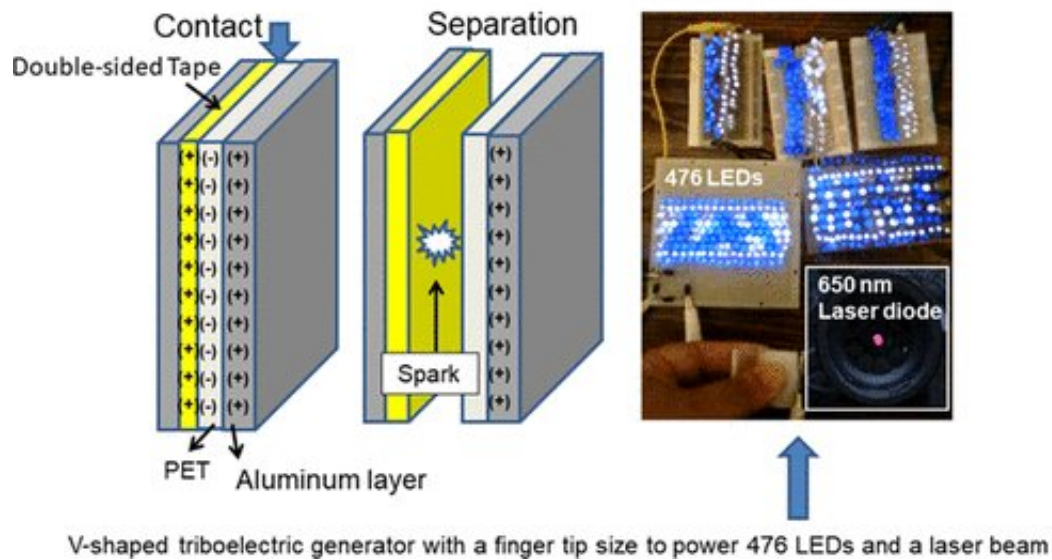 Contact
Double-sided Tape
(+) (-) (+)
(+) (-) (+)
(+) (-) (+)
(+) (-) (+)
(+) (-) (+)
(+) (-) (+)
(+) (-) (+)
(+) (-) (+)
(+) (-) (+)
(+) (-) (+)
PET
Aluminum layer
Separation
(+)
(+)
(+)
(+)
(+)
(+)
(+)
(+)
(+)
(+)
Spark
476 LEDs
650 nm
Laser diode
V-shaped triboelectric generator with a finger tip size to power 476 LEDs and a laser beam